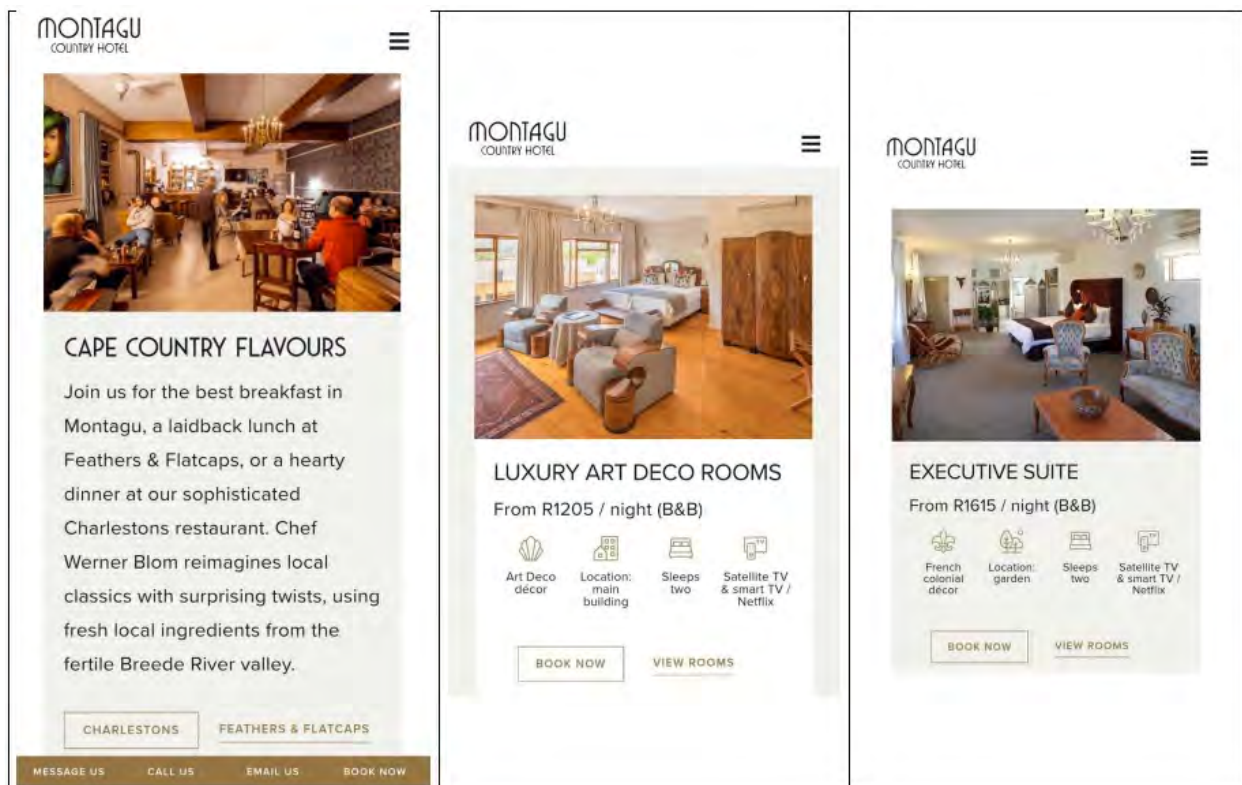 MONTAGU
COUNTRY HOTEL
CAPE COUNTRY FLAVOURS
Join us for the best breakfast in
Montagu, a laidback lunch at
Feathers & Flatcaps, or a hearty
dinner at our sophisticated
Charlestons restaurant. Chef
Werner Blom reimagines local
classics with surprising twists, using
fresh local ingredients from the
fertile Breede River valley.
CHARLESTONS FEATHERS & FLATCAPS
MESSAGE US CALL US EMAIL US BOOK NOW
MONTAGU
COUNTRY HOTEL
LUXURY ART DECO ROOMS
From R1205 / night (B&B)
Art Deco
décor
Location:
main
building
Sleeps
two
Satellite TV
& smart TV /
Netflix
BOOK NOW VIEW ROOMS
MONTAGU
COUNTRY HOTEL
EXECUTIVE SUITE
From R1615 / night (B&B)
French
colonial
décor
Location:
garden
Sleeps
two
Satellite TV
& smart TV /
Netflix
BOOK NOW VIEW ROOMS